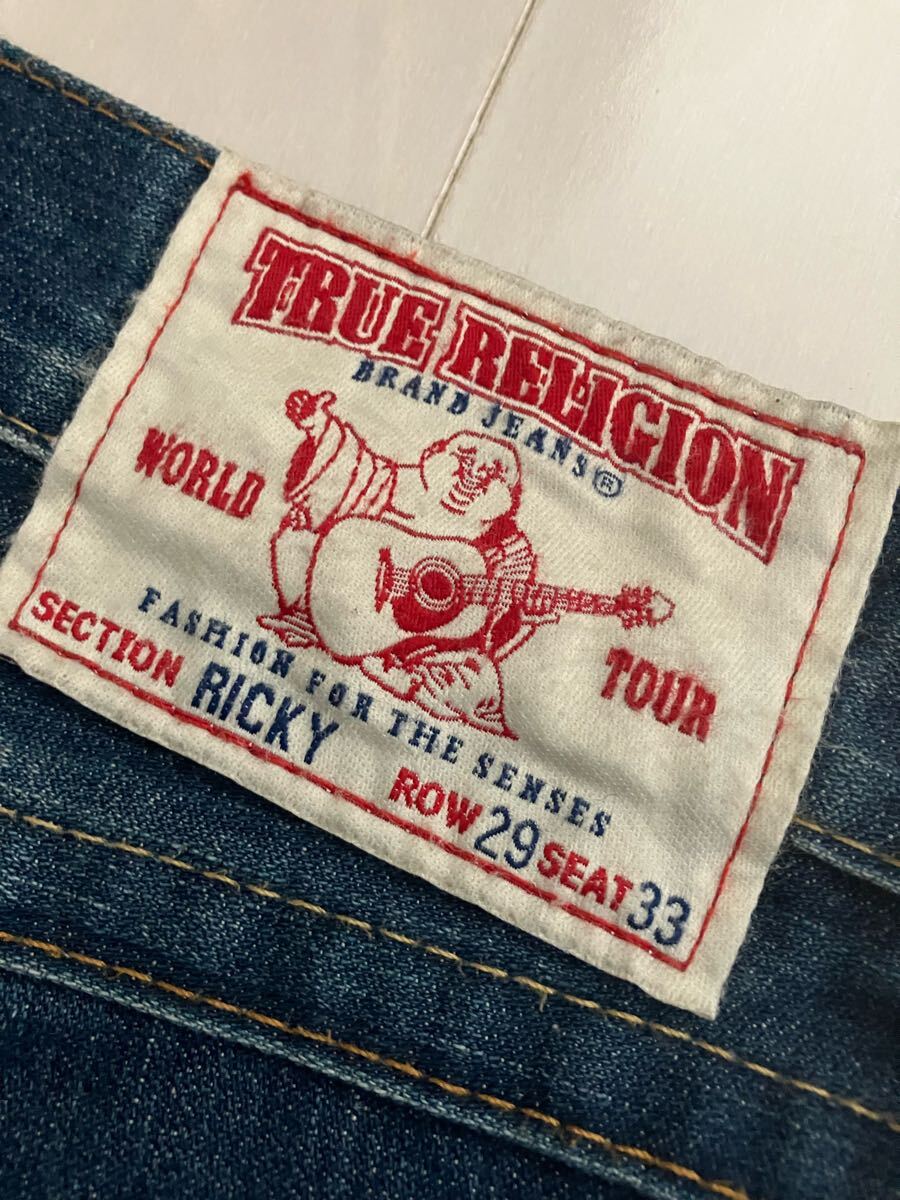 TRUE RELIGION
BRAND JEANS®
WORLD TOUR
FASHION FOR THE SENSES
SECTION RICKY
ROW 29 SEAT 33